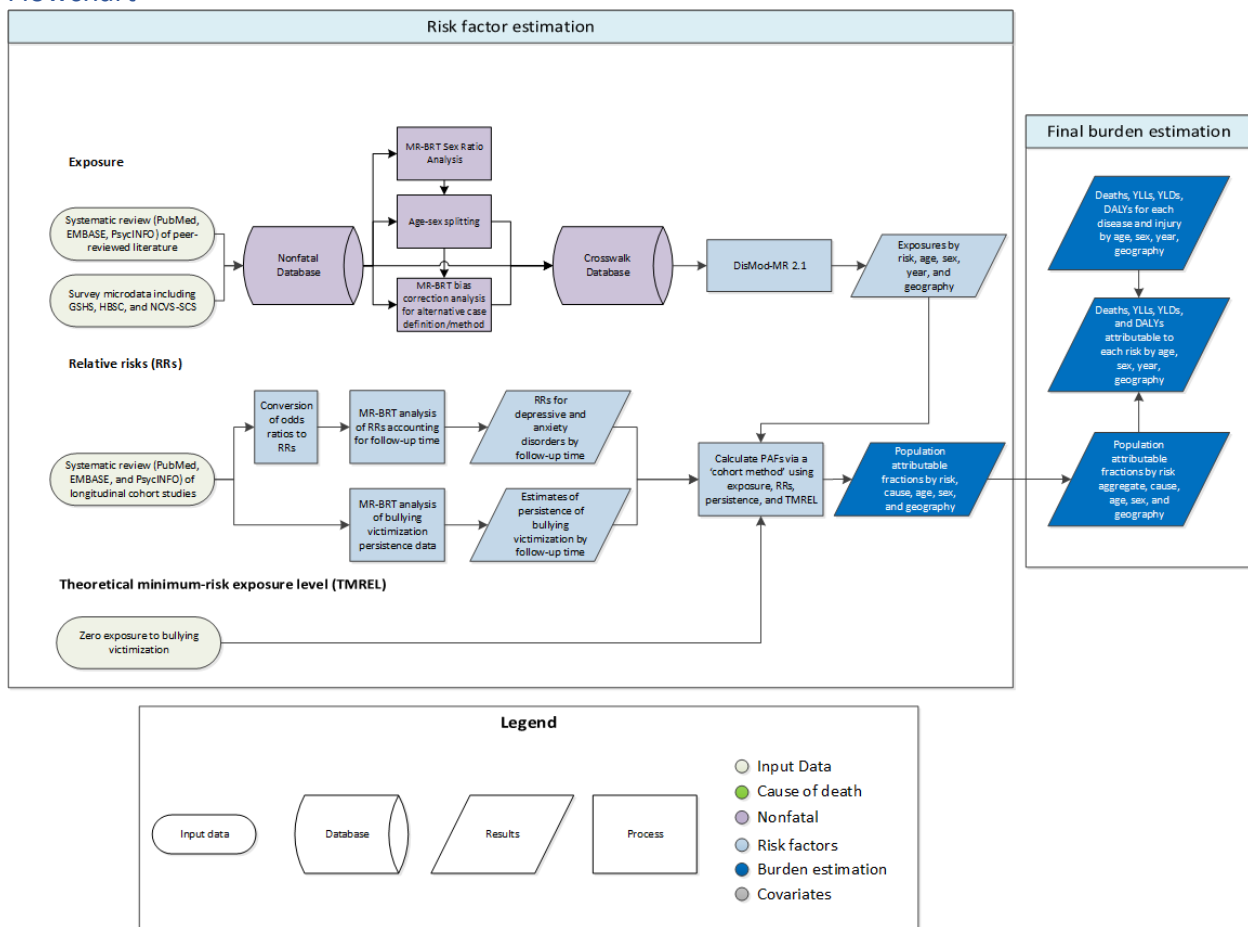 Flowchart
Risk factor estimation
Final burden estimation
Exposure
Systematic review (PubMed,
EMBASE, PsycINFO) of peer-
reviewed literature
Survey microdata including
GSHS, HBSC, and NCVS-SCS
Nonfatal
Database
MR-BRT Sex Ratio
Analysis
Age-sex splitting
MR-BRT bias
correction analysis
for alternative case
definition/method
Crosswalk
Database
DisMod-MR 2.1
Exposures by
risk, age, sex,
year, and
geography
Deaths, YLLs, YLDs,
DALYs for each
disease and injury
by age, sex, year,
geography
Deaths, YLLs, YLDs,
and DALYs
attributable to
each risk by age,
sex, year,
geography
Relative risks (RRs)
Systematic review (PubMed,
EMBASE, and PsycINFO) of
longitudinal cohort studies
Conversion
of odds
ratios to
RRs
MR-BRT analysis
of RRs accounting
for follow-up time
RRs for
depressive and
anxiety
disorders by
follow-up time
MR-BRT analysis
of bullying
victimization
persistence data
Estimates of
persistence of
bullying
victimization by
follow-up time
Calculate PAFs via a
'cohort method' using
exposure, RRs,
persistence, and TMREL
Population
attributable
fractions by risk,
cause, age, sex,
and geography
Population
attributable
fractions by risk
aggregate, cause,
age, sex, and
geography
Theoretical minimum-risk exposure level (TMREL)
Zero exposure to bullying
victimization
Legend
Input data
Database
Results
Process
Input Data
Cause of death
Nonfatal
Risk factors
Burden estimation
Covariates